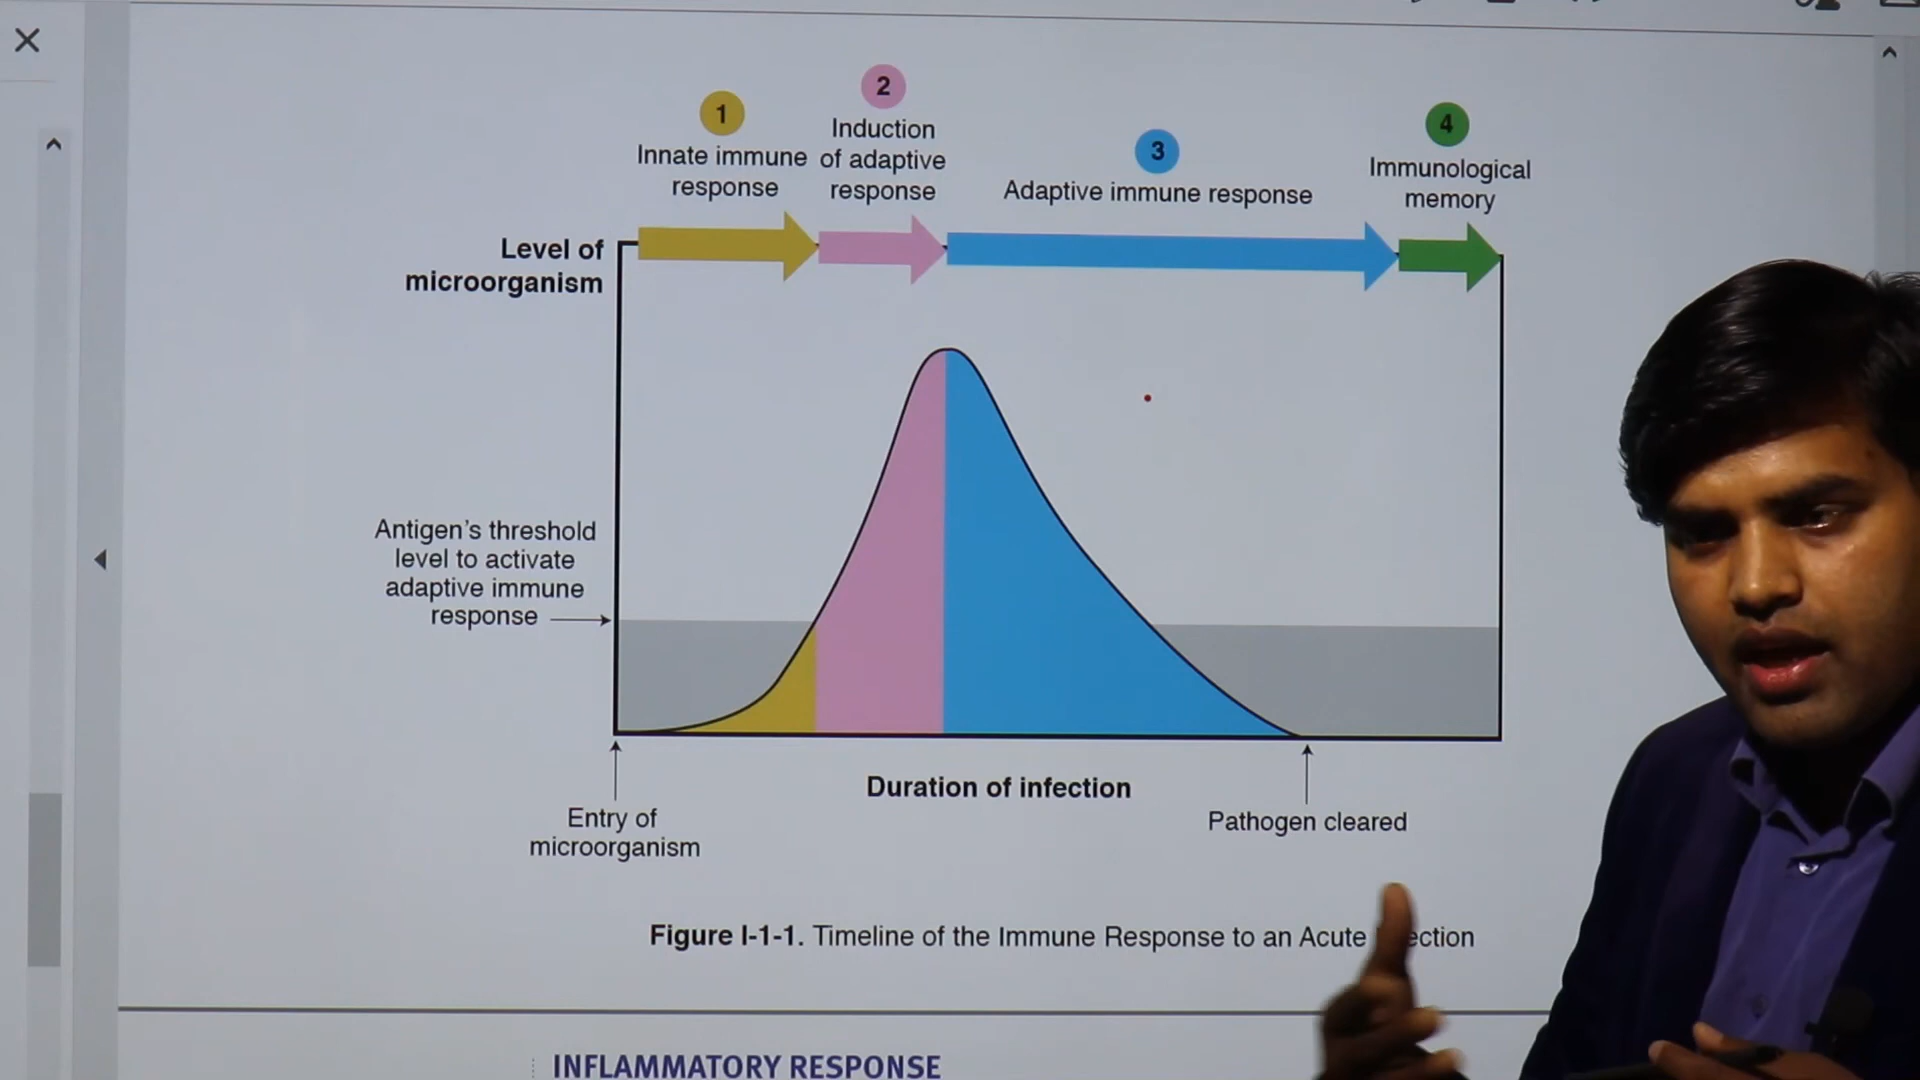 1
Innate immune
response
2
Induction
of adaptive
response
3
Adaptive immune response
4
Immunological
memory
Level of
microorganism
Antigen's threshold
level to activate
adaptive immune
response
Duration of infection
Entry of
microorganism
Pathogen cleared
Figure I-1-1. Timeline of the Immune Response to an Acute
INFLAMMATORY RESPONSE